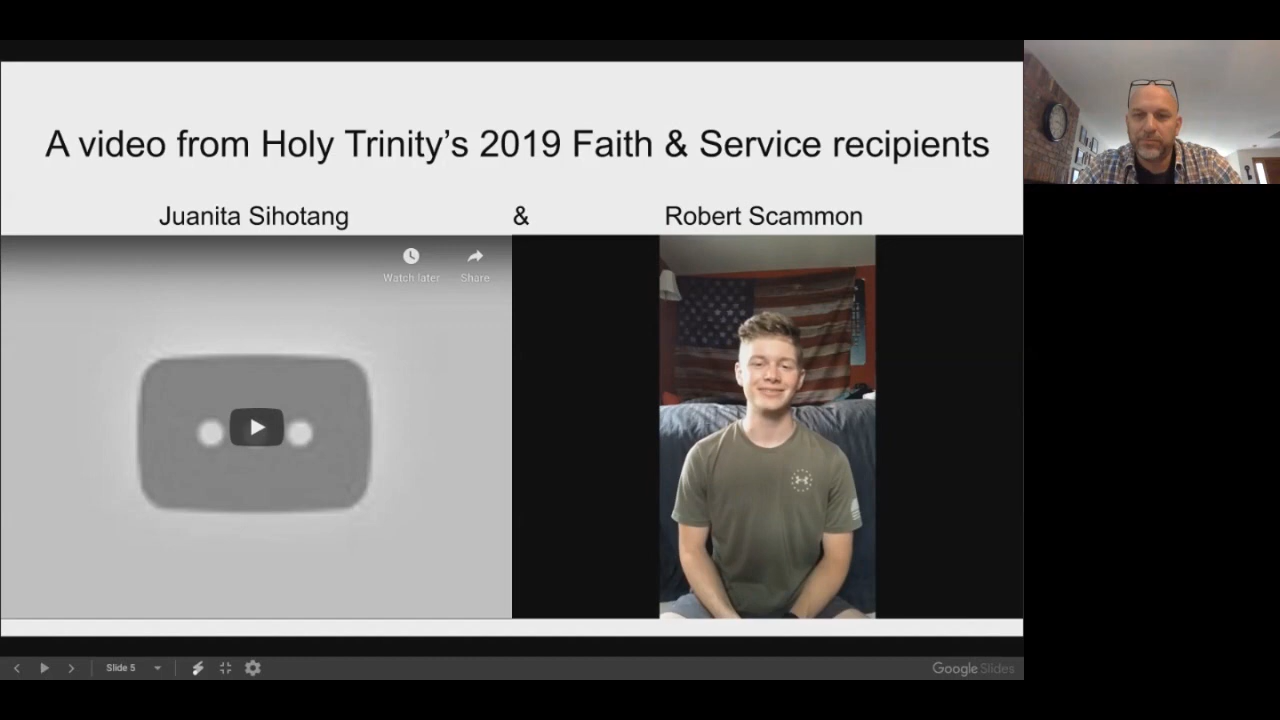 A video from Holy Trinity's 2019 Faith & Service recipients
Juanita Sihotang & Robert Scammon
Watch later Share
Slide 5
Google Slides